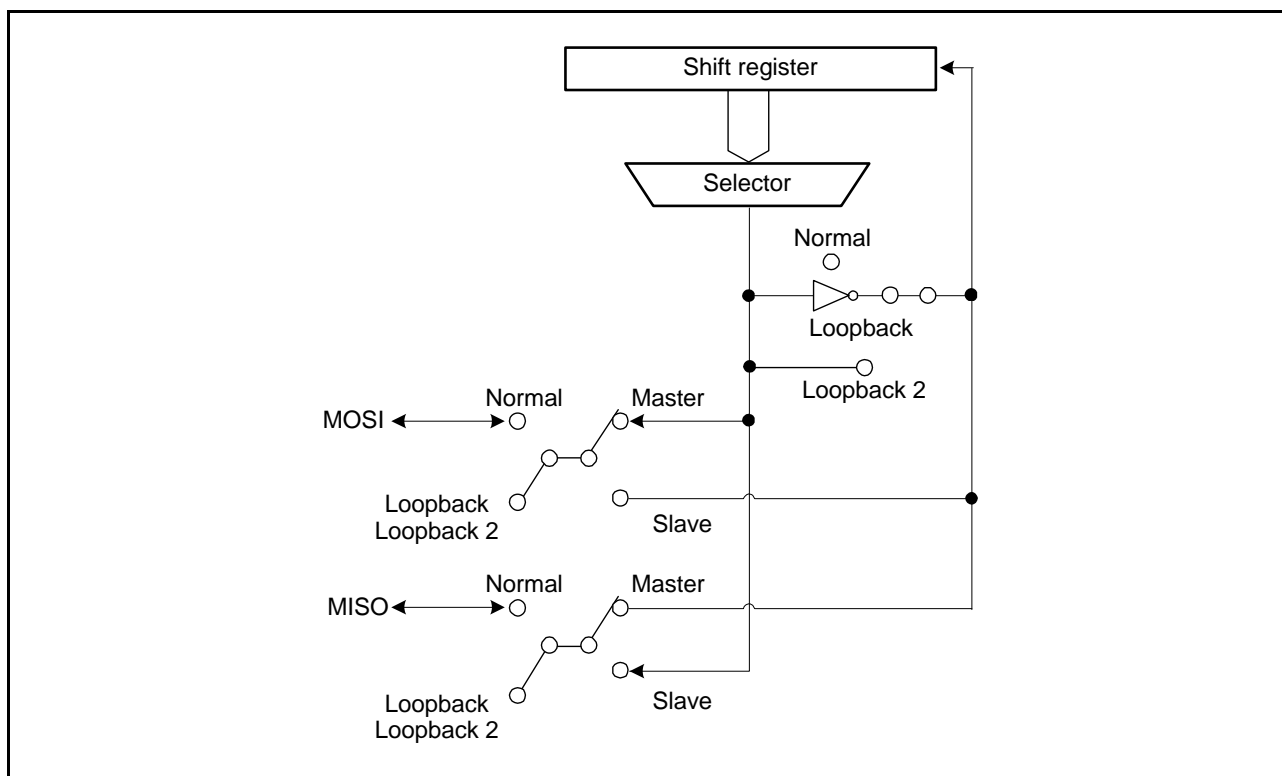 Shift register
Selector
Normal
Loopback
Loopback 2
Normal
Master
MOSI
Loopback
Loopback 2
Slave
Normal
Master
MISO
Loopback
Loopback 2
Slave